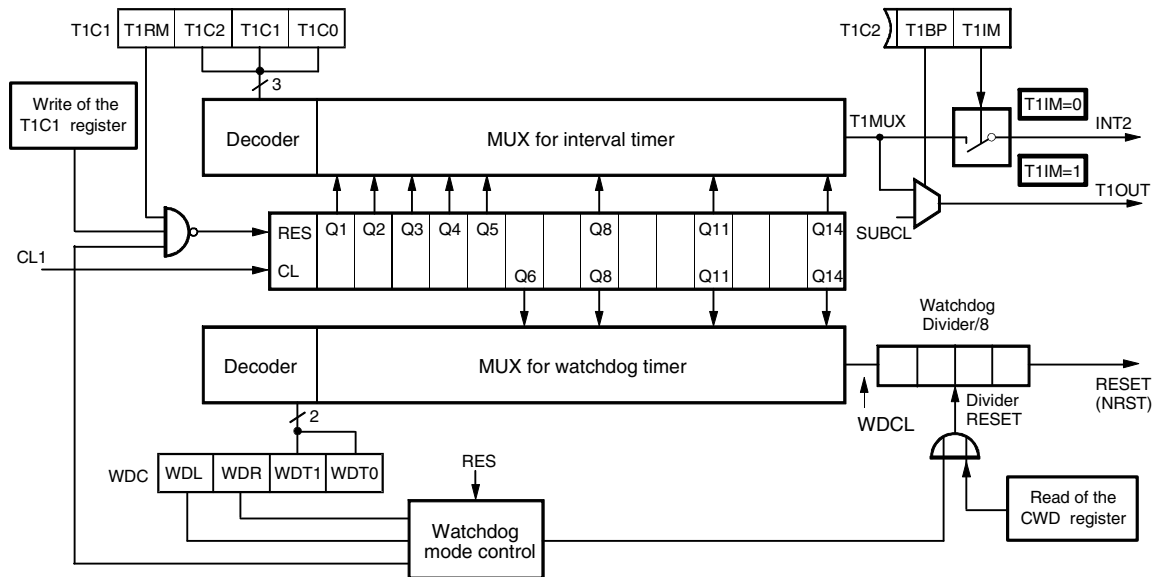 T1C1 T1RM T1C2 T1C1 T1C0
T1C2 T1BP T1IM
3
Write of the
T1C1 register
Decoder
MUX for interval timer
T1MUX
T1IM=0
INT2
T1IM=1
T1OUT
SUBCL
RES Q1 Q2 Q3 Q4 Q5 Q8 Q11 Q14
CL1
CL
Q6 Q8 Q11 Q14
Decoder
MUX for watchdog timer
Watchdog
Divider/8
RESET
(NRST)
WDCL
Divider
RESET
2
WDC WDL WDR WDT1 WDT0
RES
Watchdog
mode control
Read of the
CWD register